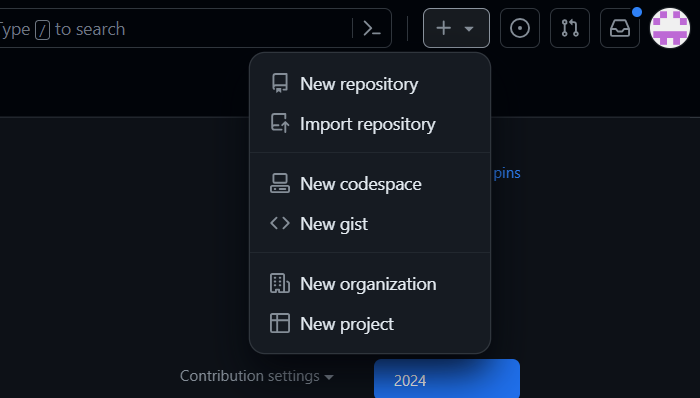 Type / to search
New repository
Import repository
New codespace
pins
New gist
New organization
New project
Contribution settings
2024